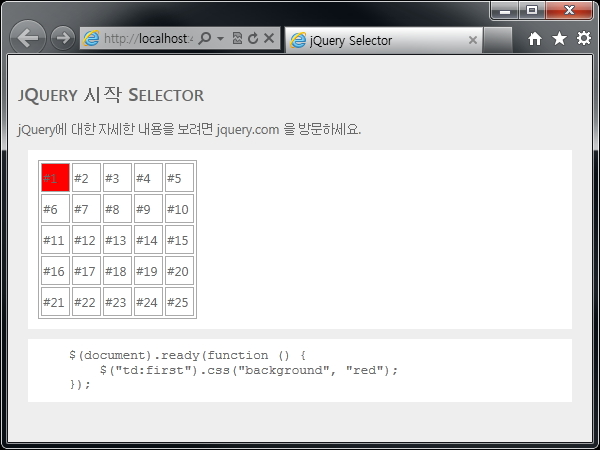 http://localhost:4
jQuery Selector
JQUERY 시작 SELECTOR
jQuery에 대한 자세한 내용을 보려면 jquery.com 을 방문하세요.
#1 #2 #3 #4 #5
#6 #7 #8 #9 #10
#11 #12 #13 #14 #15
#16 #17 #18 #19 #20
#21 #22 #23 #24 #25
$(document).ready(function () {
$("td:first").css("background", "red");
});